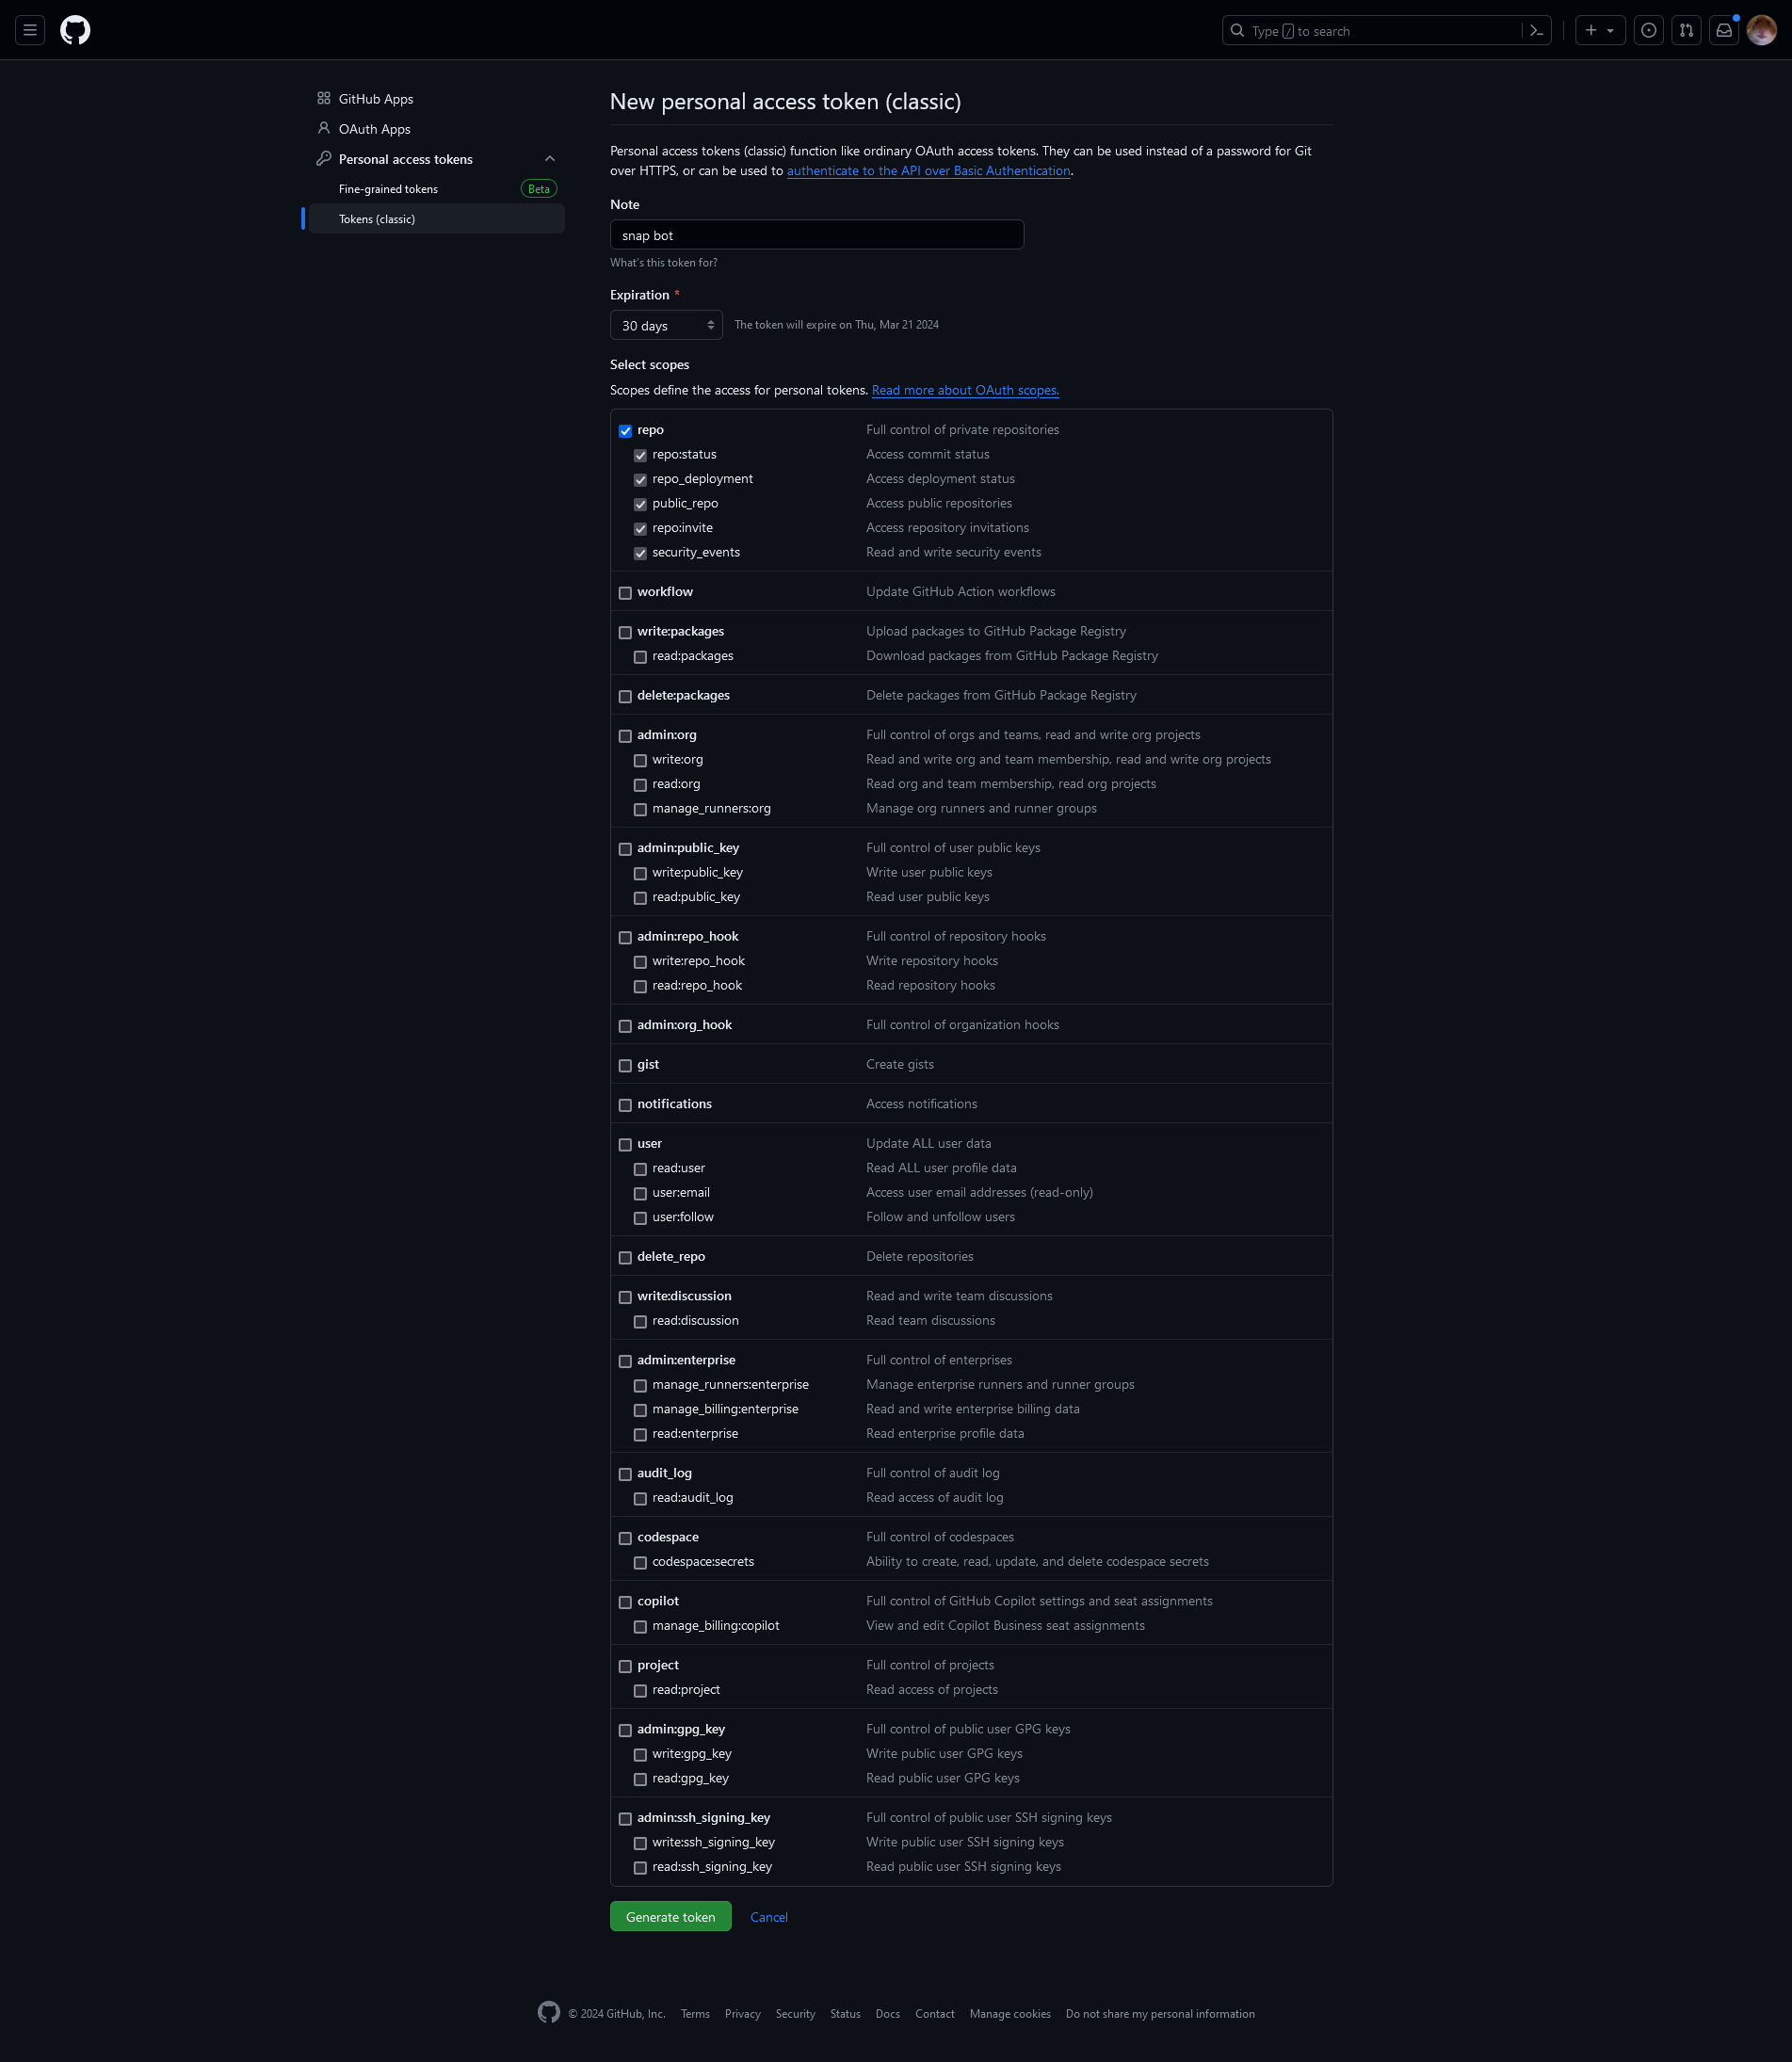 Type / to search
GitHub Apps
OAuth Apps
Personal access tokens
Fine-grained tokens Beta
Tokens (classic)
New personal access token (classic)
Personal access tokens (classic) function like ordinary OAuth access tokens. They can be used instead of a password for Git
over HTTPS, or can be used to authenticate to the API over Basic Authentication.
Note
snap bot
What's this token for?
Expiration *
30 days The token will expire on Thu, Mar 21 2024
Select scopes
Scopes define the access for personal tokens. Read more about OAuth scopes.
repo Full control of private repositories
repo:status Access commit status
repo_deployment Access deployment status
public_repo Access public repositories
repo:invite Access repository invitations
security_events Read and write security events
workflow Update GitHub Action workflows
write:packages Upload packages to GitHub Package Registry
read:packages Download packages from GitHub Package Registry
delete:packages Delete packages from GitHub Package Registry
admin:org Full control of orgs and teams, read and write org projects
write:org Read and write org and team membership, read and write org projects
read:org Read org and team membership, read org projects
manage_runners:org Manage org runners and runner groups
admin:public_key Full control of user public keys
write:public_key Write user public keys
read:public_key Read user public keys
admin:repo_hook Full control of repository hooks
write:repo_hook Write repository hooks
read:repo_hook Read repository hooks
admin:org_hook Full control of organization hooks
gist Create gists
notifications Access notifications
user Update ALL user data
read:user Read ALL user profile data
user:email Access user email addresses (read-only)
user:follow Follow and unfollow users
delete_repo Delete repositories
write:discussion Read and write team discussions
read:discussion Read team discussions
admin:enterprise Full control of enterprises
manage_runners:enterprise Manage enterprise runners and runner groups
manage_billing:enterprise Read and write enterprise billing data
read:enterprise Read enterprise profile data
audit_log Full control of audit log
read:audit_log Read access of audit log
codespace Full control of codespaces
codespace:secrets Ability to create, read, update, and delete codespace secrets
copilot Full control of GitHub Copilot settings and seat assignments
manage_billing:copilot View and edit Copilot Business seat assignments
project Full control of projects
read:project Read access of projects
admin:gpg_key Full control of public user GPG keys
write:gpg_key Write public user GPG keys
read:gpg_key Read public user GPG keys
admin:ssh_signing_key Full control of public user SSH signing keys
write:ssh_signing_key Write public user SSH signing keys
read:ssh_signing_key Read public user SSH signing keys
Generate token Cancel
© 2024 GitHub, Inc. Terms Privacy Security Status Docs Contact Manage cookies Do not share my personal information